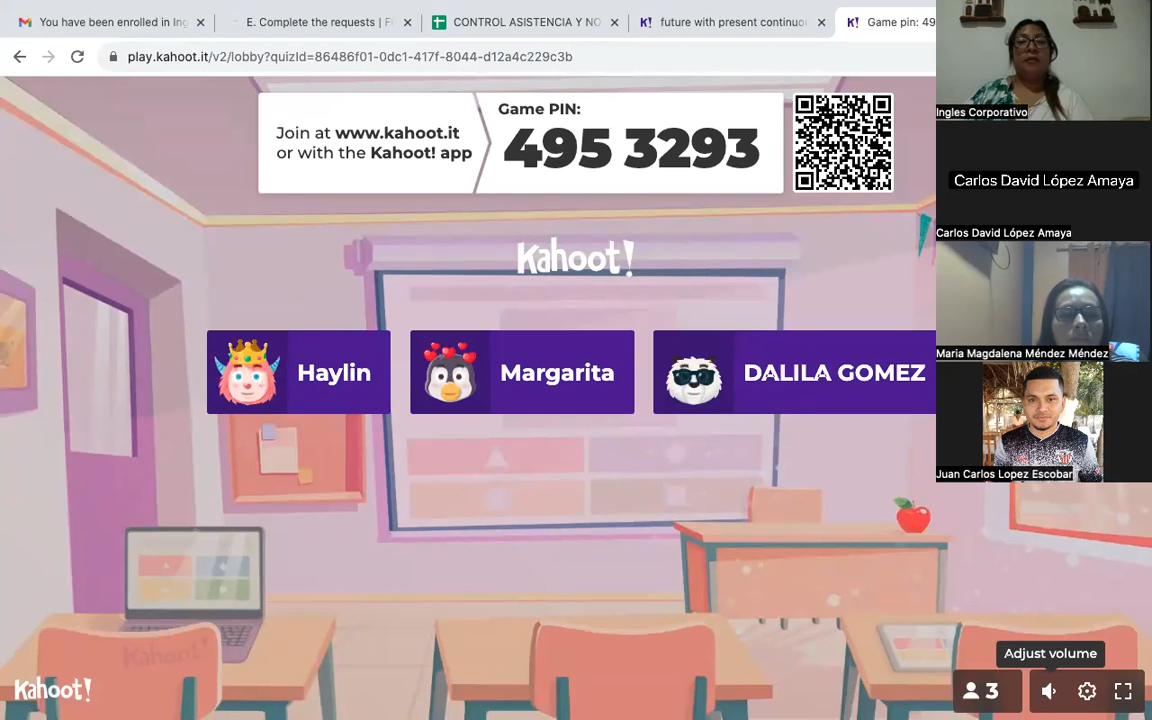 You have been enrolled in Ing
E. Complete the requests | F
CONTROL ASISTENCIA Y NO
future with present continuo
Game pin: 49
play.kahoot.it/v2/lobby?quizId=86486f01-0dc1-417f-8044-d12a4c229c3b
Join at www.kahoot.it
or with the Kahoot! app
Game PIN:
495 3293
Kahoot!
Haylin
Margarita
DALILA GOMEZ
Ingles Corporativo
Carlos David López Amaya
Carlos David López Amaya
Maria Magdalena Méndez Méndez
Juan Carlos Lopez Escobar
Adjust volume
Kahoot!
3